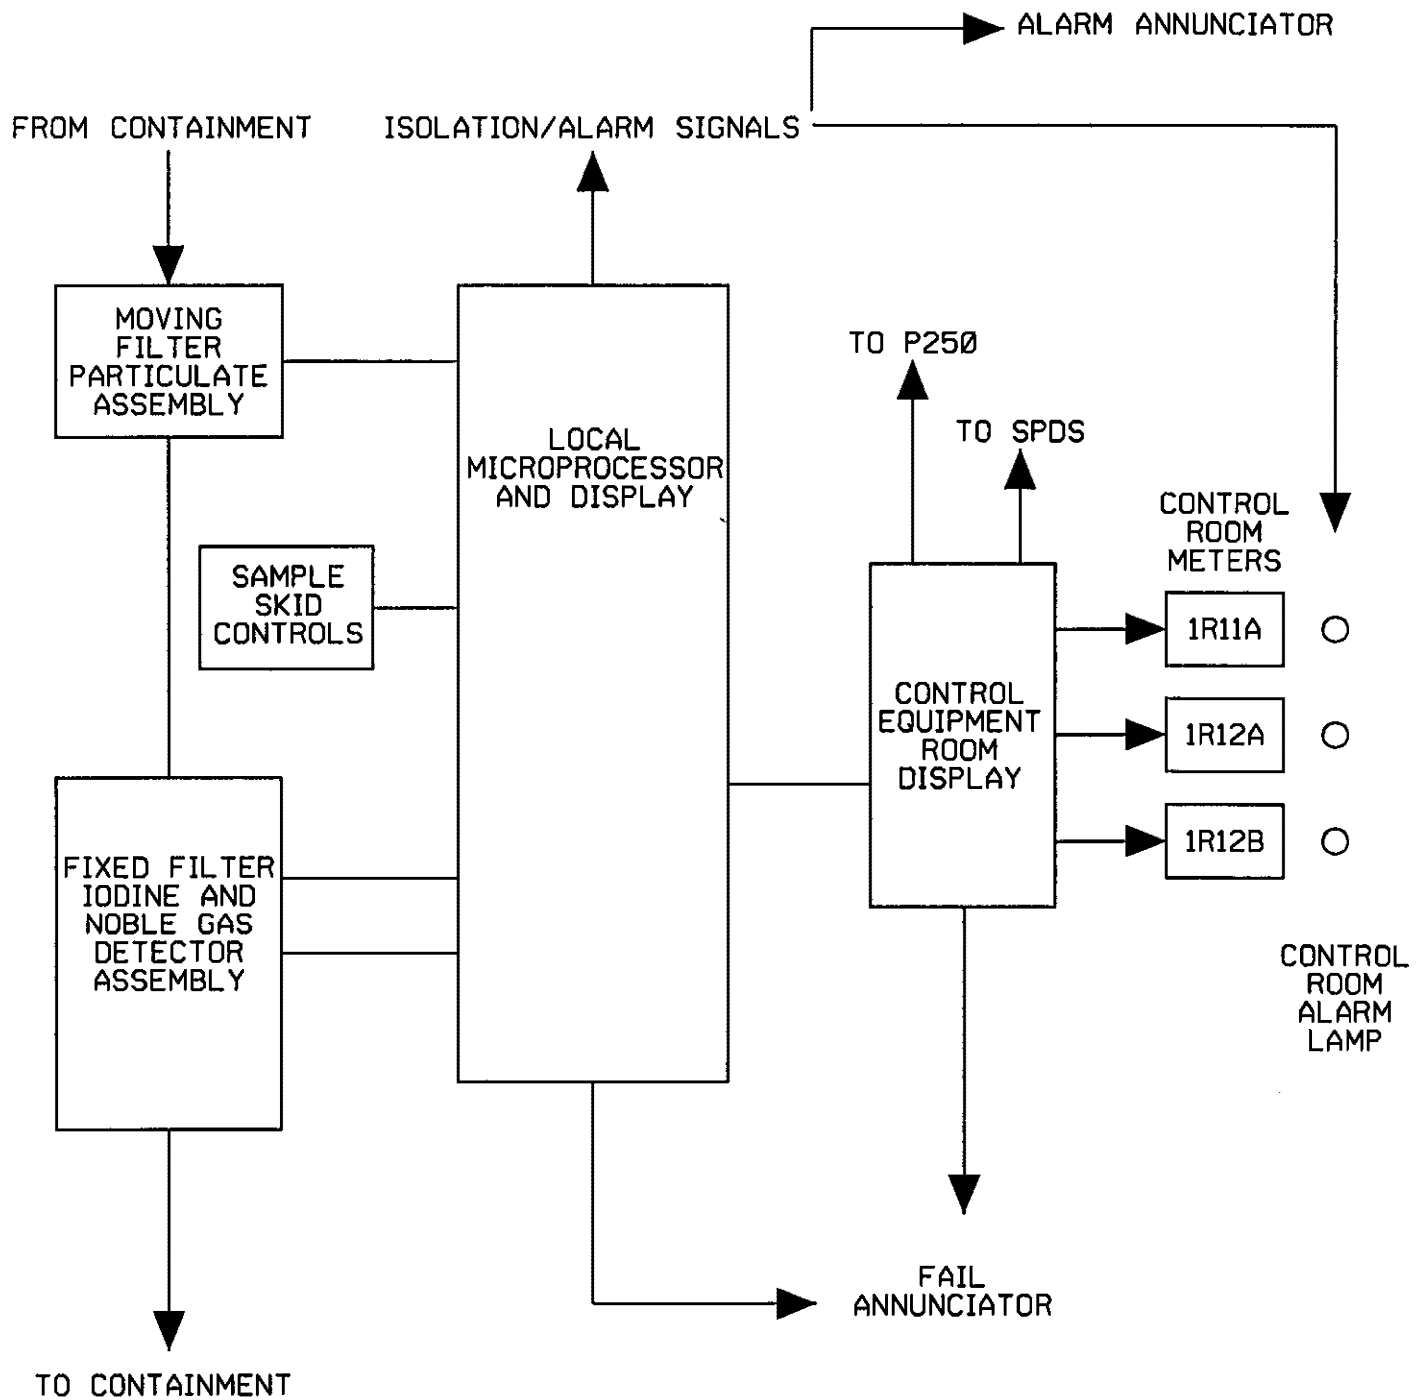 ALARM ANNUNCIATOR
FROM CONTAINMENT
ISOLATION/ALARM SIGNALS
MOVING
FILTER
PARTICULATE
ASSEMBLY
LOCAL
MICROPROCESSOR
AND DISPLAY
TO P250
TO SPDS
CONTROL
ROOM
METERS
SAMPLE
SKID
CONTROLS
1R11A
CONTROL
EQUIPMENT
ROOM
DISPLAY
1R12A
1R12B
FIXED FILTER
IODINE AND
NOBLE GAS
DETECTOR
ASSEMBLY
CONTROL
ROOM
ALARM
LAMP
FAIL
ANNUNCIATOR
TO CONTAINMENT